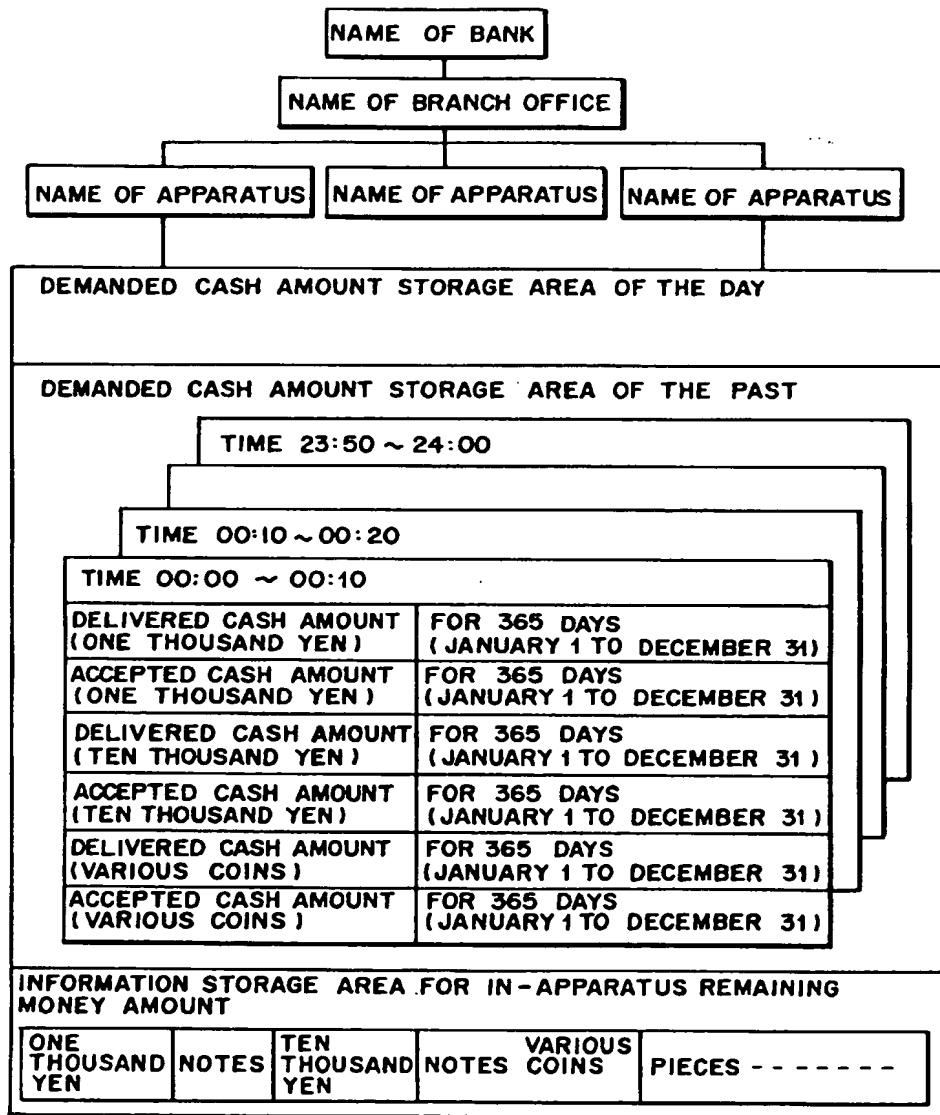 NAME OF BANK
NAME OF BRANCH OFFICE
NAME OF APPARATUS
NAME OF APPARATUS
NAME OF APPARATUS
DEMANDED CASH AMOUNT STORAGE AREA OF THE DAY
DEMANDED CASH AMOUNT STORAGE AREA OF THE PAST
TIME 23:50 ~ 24:00
TIME 00:10 ~ 00:20
TIME 00:00 ~ 00:10
DELIVERED CASH AMOUNT
(ONE THOUSAND YEN)
FOR 365 DAYS
(JANUARY 1 TO DECEMBER 31)
ACCEPTED CASH AMOUNT
(ONE THOUSAND YEN)
FOR 365 DAYS
(JANUARY 1 TO DECEMBER 31)
DELIVERED CASH AMOUNT
(TEN THOUSAND YEN)
FOR 365 DAYS
(JANUARY 1 TO DECEMBER 31)
ACCEPTED CASH AMOUNT
(TEN THOUSAND YEN)
FOR 365 DAYS
(JANUARY 1 TO DECEMBER 31)
DELIVERED CASH AMOUNT
(VARIOUS COINS)
FOR 365 DAYS
(JANUARY 1 TO DECEMBER 31)
ACCEPTED CASH AMOUNT
(VARIOUS COINS)
FOR 365 DAYS
(JANUARY 1 TO DECEMBER 31)
INFORMATION STORAGE AREA FOR IN-APPARATUS REMAINING
MONEY AMOUNT
ONE
THOUSAND
YEN
NOTES
TEN
THOUSAND
YEN
NOTES
VARIOUS
COINS
PIECES - - - - - - -